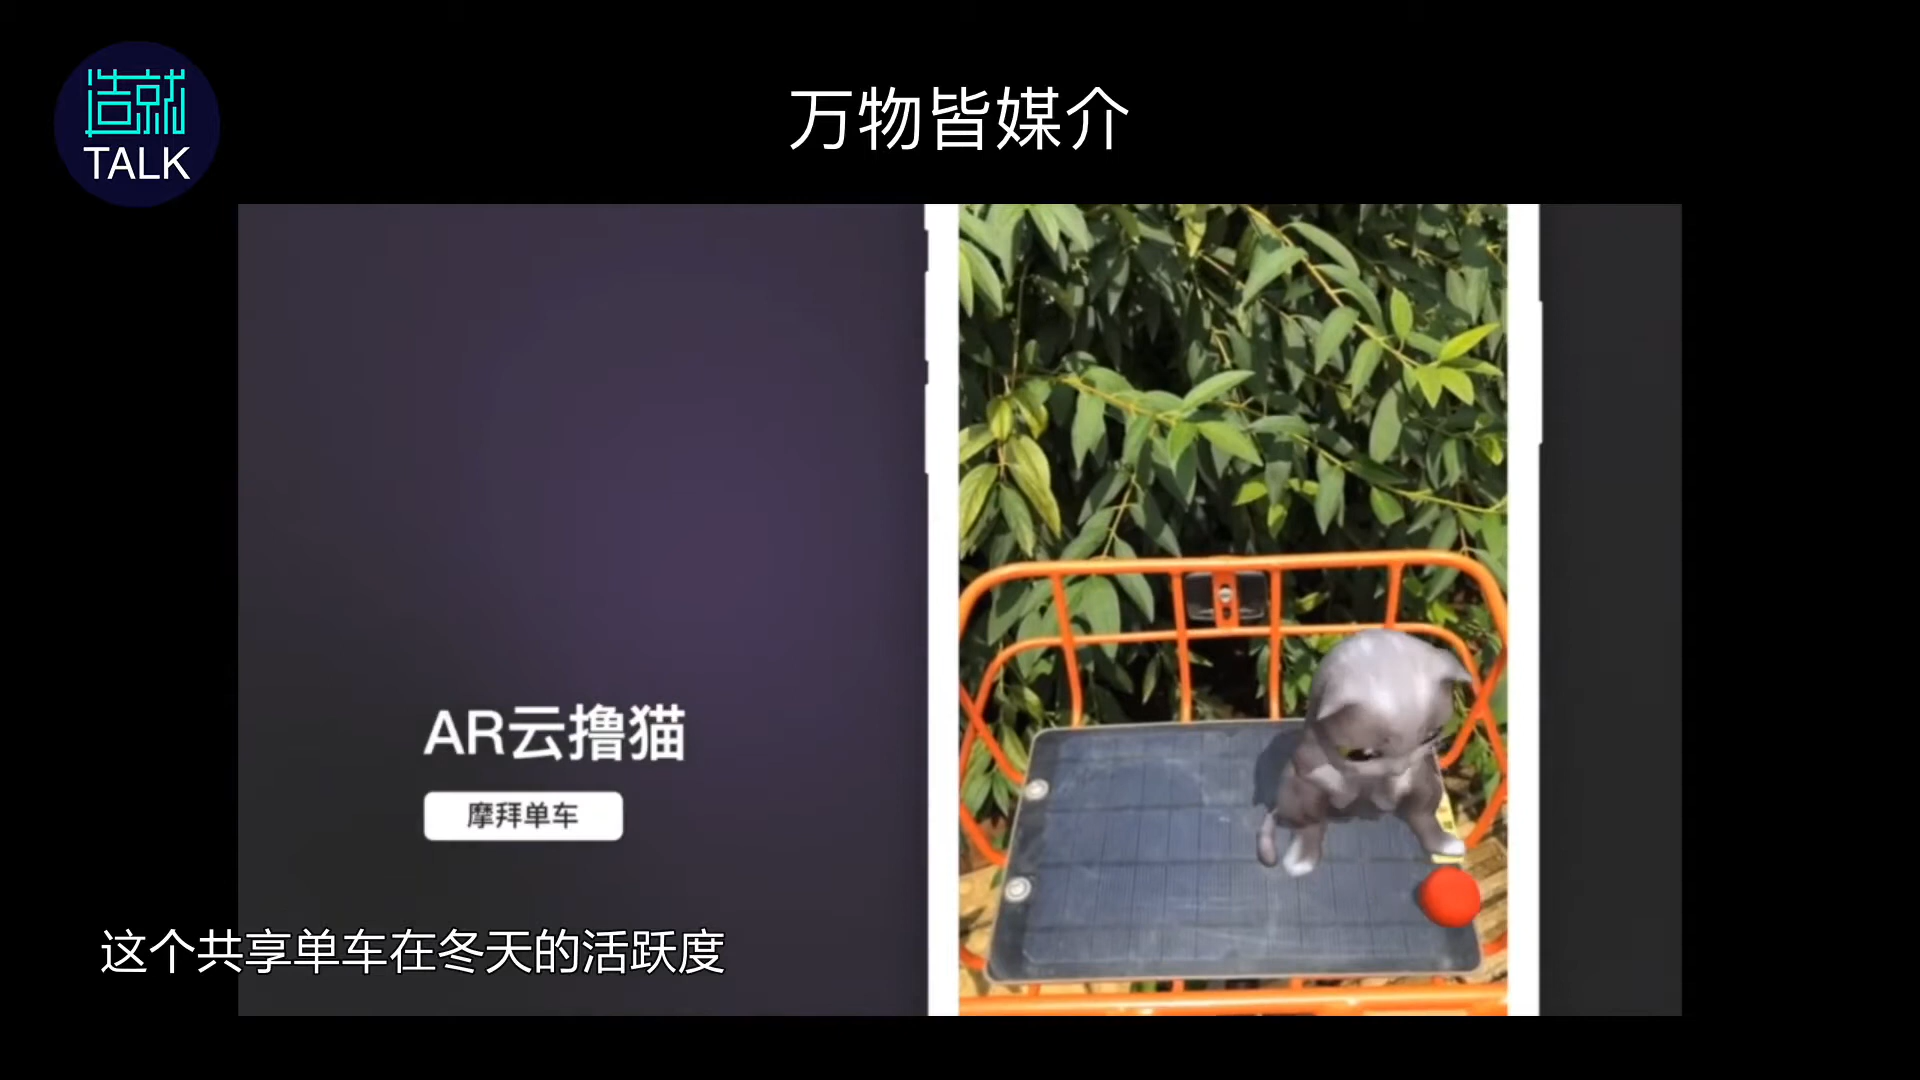 造就
TALK
万物皆媒介
AR云撸猫
摩拜单车
这个共享单车在冬天的活跃度